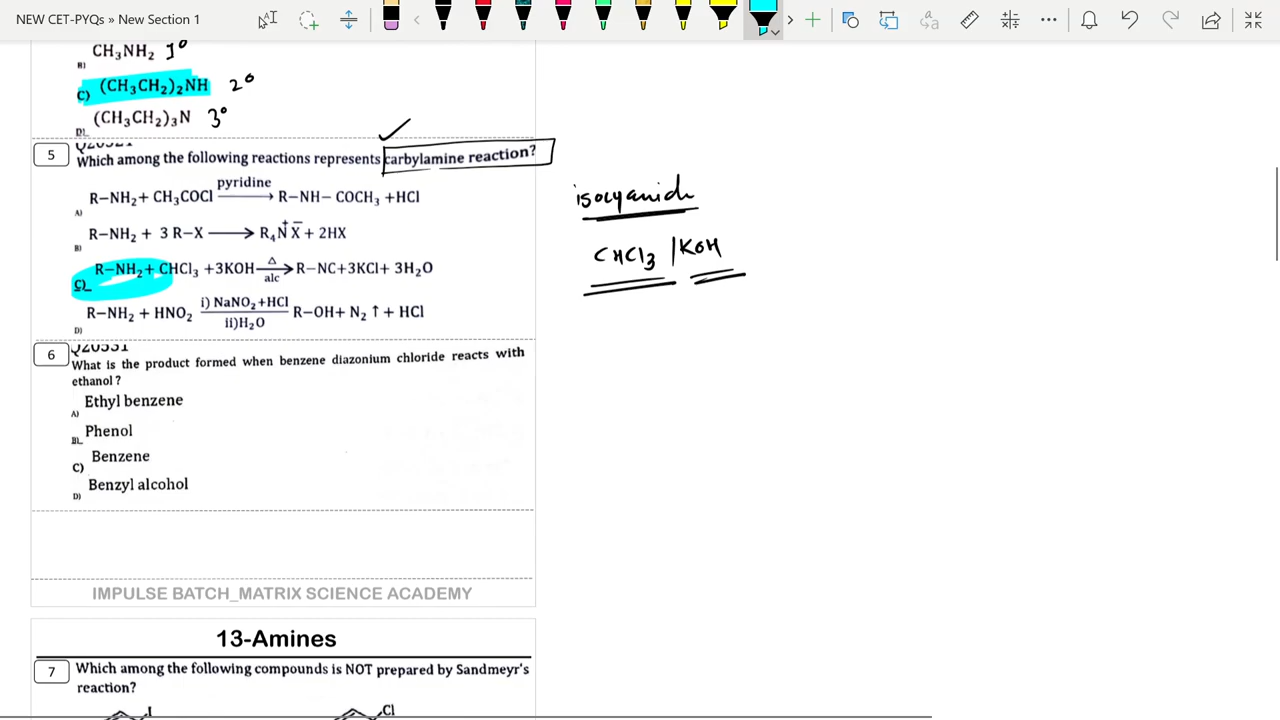 NEW CET-PYQs » New Section 1
CH₃NH₂ 1°
B)
C) (CH₃CH₂)₂NH 2°
(CH₃CH₂)₃N 3°
D)
5
Which among the following reactions represents carbylamine reaction?
A) R–NH₂+ CH₃COCl pyridine ⟶ R–NH– COCH₃ +HCl
B) R–NH₂ + 3 R–X ⟶ R₄N⁺X⁻ + 2HX
C) R–NH₂ + CHCl₃ +3KOH Δ alc ⟶ R–NC+3KCl+ 3H₂O
D) R–NH₂ + HNO₂ i) NaNO₂+HCl ii)H₂O ⟶ R–OH+ N₂ ↑ + HCl
isocyanide
CHCl₃ /KOH
6
What is the product formed when benzene diazonium chloride reacts with
ethanol ?
A) Ethyl benzene
B) Phenol
C) Benzene
D) Benzyl alcohol
IMPULSE BATCH_MATRIX SCIENCE ACADEMY
13-Amines
7
Which among the following compounds is NOT prepared by Sandmeyr's
reaction?
I
Cl